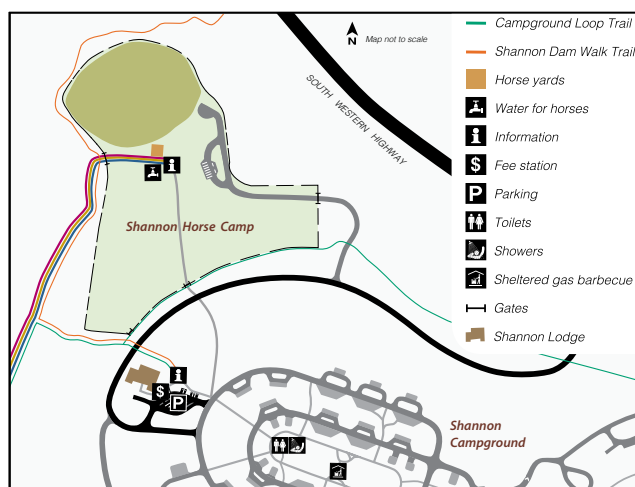 N
Map not to scale
SOUTH WESTERN HIGHWAY
Shannon Horse Camp
Shannon
Campground
i
i
$
P
Campground Loop Trail
Shannon Dam Walk Trail
Horse yards
Water for horses
i
Information
$
Fee station
P
Parking
Toilets
Showers
Sheltered gas barbecue
Gates
Shannon Lodge